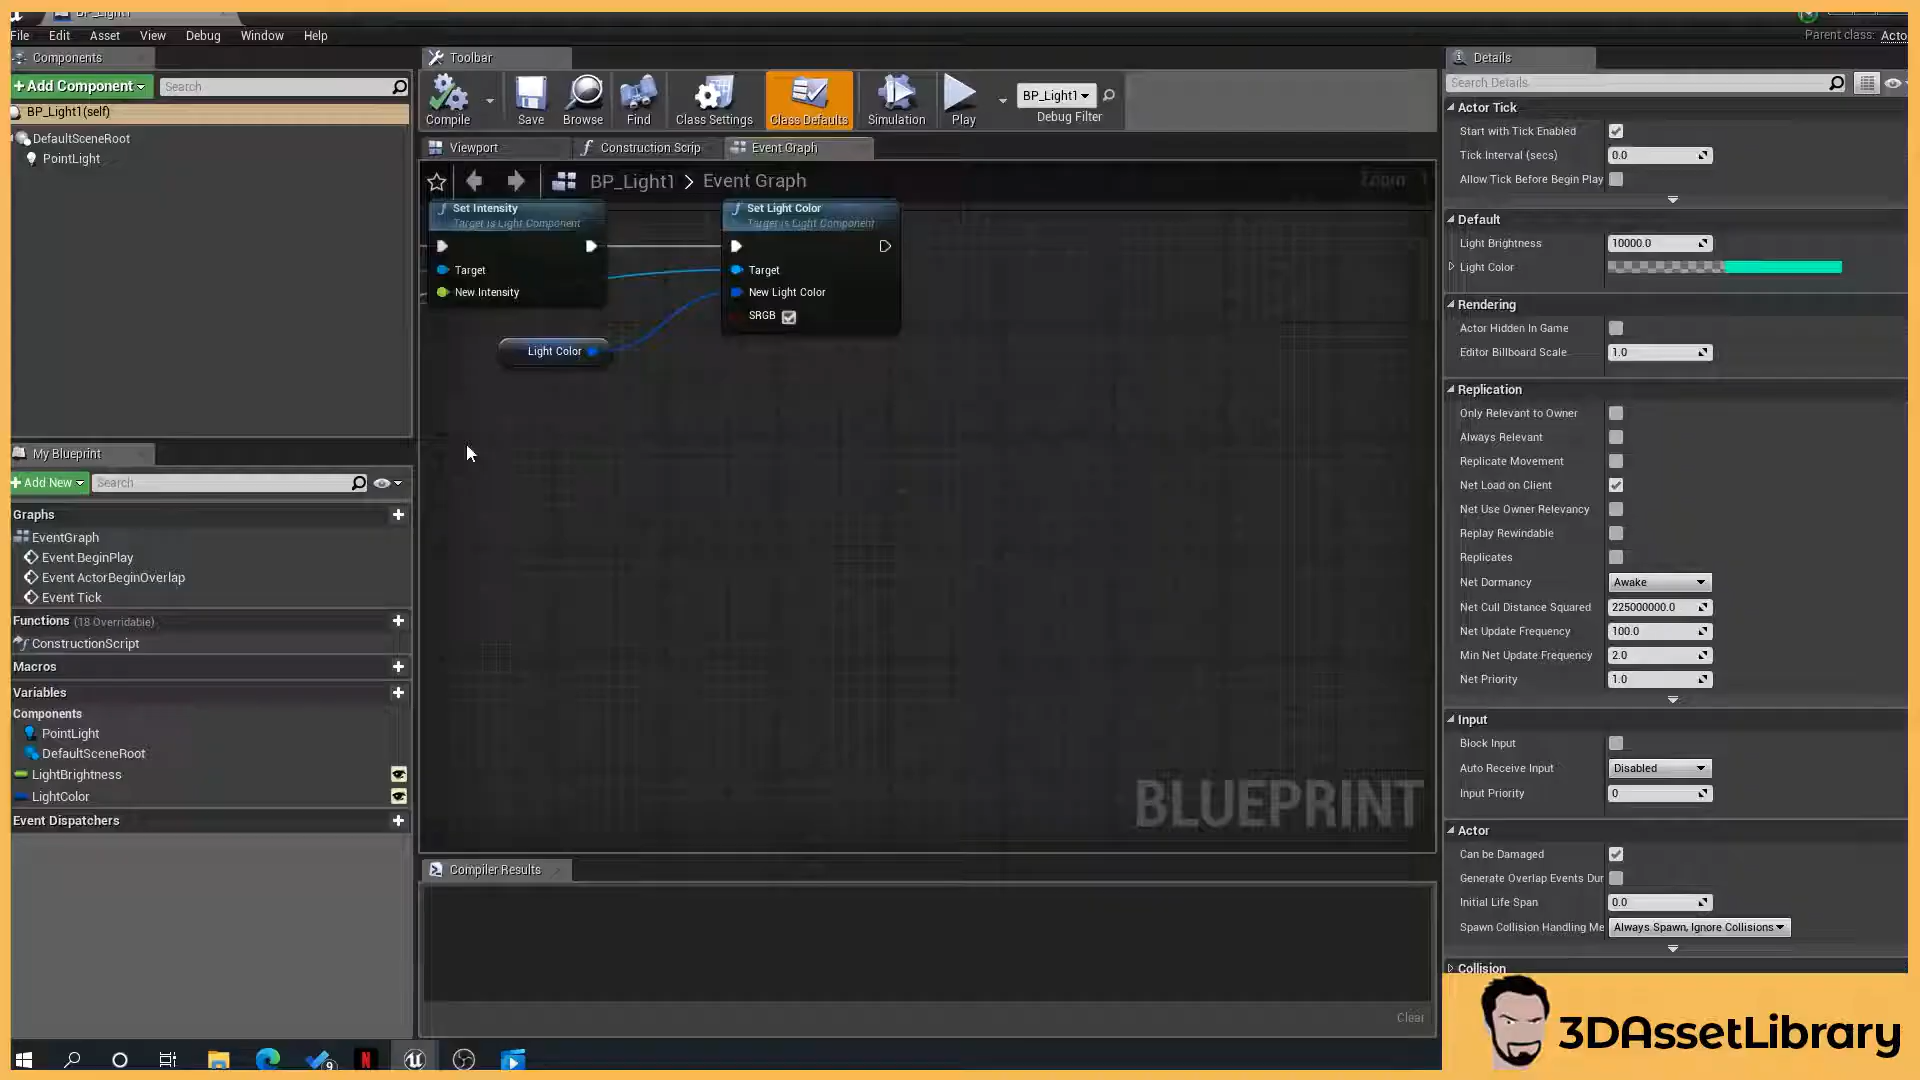 BP_Light1
File Edit Asset View Debug Window Help
Parent class: Acto
Components
+ Add Component
Search
BP_Light1(self)
DefaultSceneRoot
PointLight
My Blueprint
+ Add New
Search
Graphs
EventGraph
Event BeginPlay
Event ActorBeginOverlap
Event Tick
Functions (18 Overridable)
ConstructionScript
Macros
Variables
Components
PointLight
DefaultSceneRoot
LightBrightness
LightColor
Event Dispatchers
Toolbar
Compile Save Browse Find Class Settings Class Defaults Simulation Play
BP_Light1
Debug Filter
Viewport
Construction Scrip
Event Graph
BP_Light1 > Event Graph
Zoom
Set Intensity
Target is Light Component
Target
New Intensity
Set Light Color
Target is Light Component
Target
New Light Color
SRGB
Light Color
BLUEPRINT
Compiler Results
Clear
Details
Search Details
Actor Tick
Start with Tick Enabled
Tick Interval (secs) 0.0
Allow Tick Before Begin Play
Default
Light Brightness 10000.0
Light Color
Rendering
Actor Hidden In Game
Editor Billboard Scale 1.0
Replication
Only Relevant to Owner
Always Relevant
Replicate Movement
Net Load on Client
Net Use Owner Relevancy
Replay Rewindable
Replicates
Net Dormancy Awake
Net Cull Distance Squared 225000000.0
Net Update Frequency 100.0
Min Net Update Frequency 2.0
Net Priority 1.0
Input
Block Input
Auto Receive Input Disabled
Input Priority 0
Actor
Can be Damaged
Generate Overlap Events Dur
Initial Life Span 0.0
Spawn Collision Handling Me Always Spawn, Ignore Collisions
Collision
3DAssetLibrary